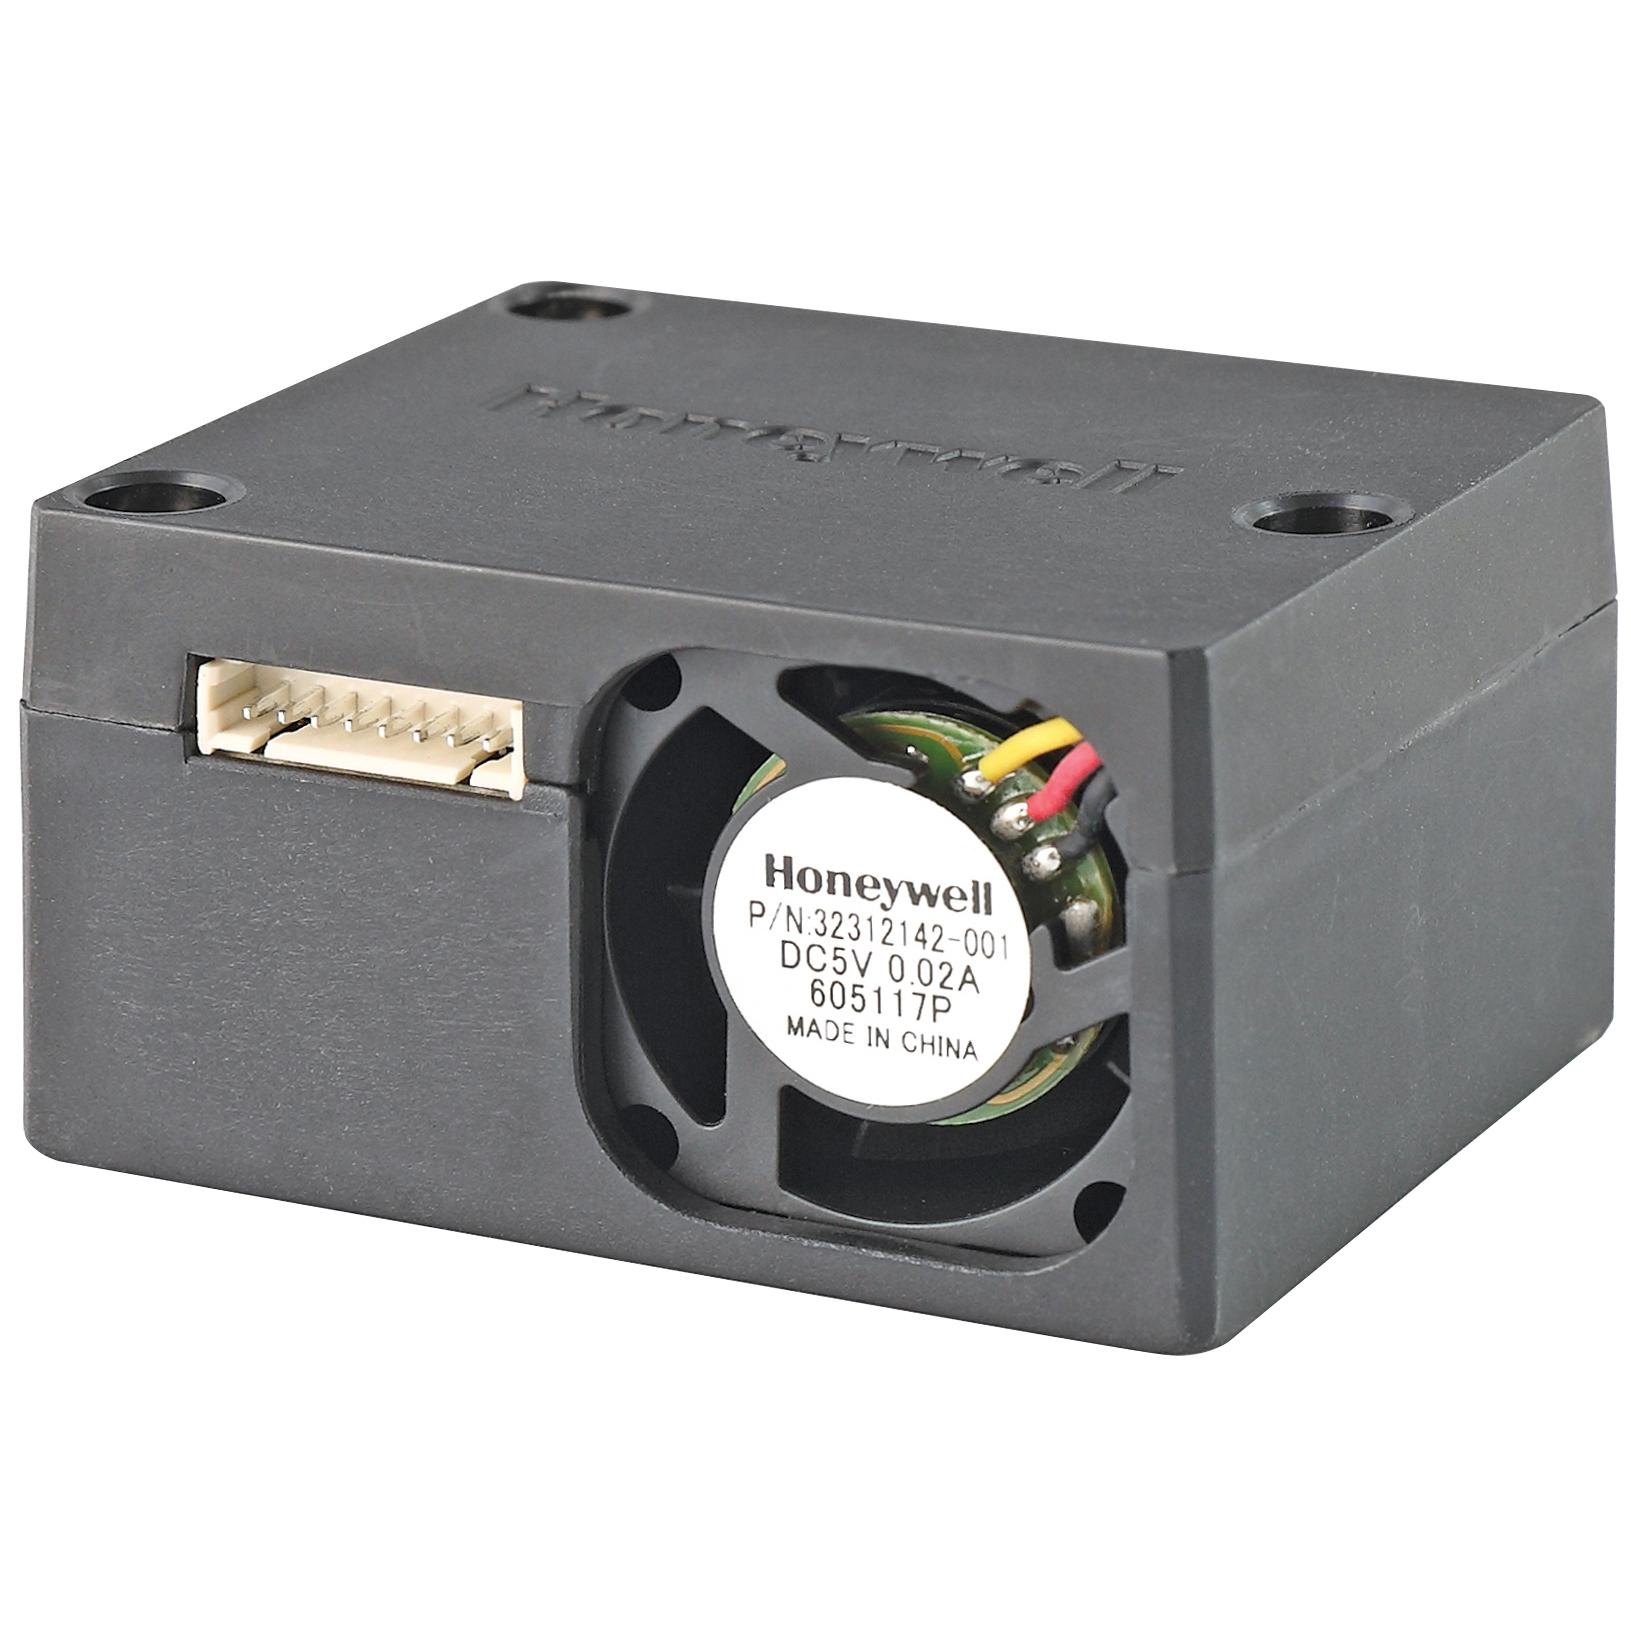 Honeywell
Honeywell
P/N:32312142-001
DC5V 0.02A
605117P
MADE IN CHINA